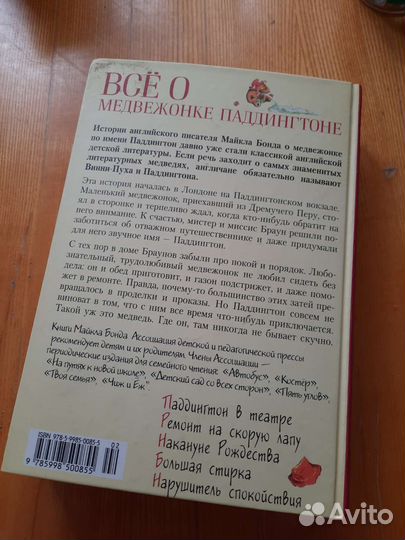 ВСЁ О
МЕДВЕЖОНКЕ ПАДДИНГТОНЕ
Истории английского писателя Майкла Бонда о медвежонке
по имени Паддингтон давно уже стали классикой английской
детской литературы. Если речь заходит о самых знаменитых
литературных медведях, англичане обязательно называют
Винни-Пуха и Паддингтона.
Эта история началась в Лондоне на Паддингтонском вокзале.
Маленький медвежонок, приехавший из Дремучего Перу, сто-
ял в сторонке и терпеливо ждал, когда кто-нибудь обратит на
него внимание. К счастью, мистер и миссис Браун решили по-
заботиться об отважном путешественнике и даже придумали
для него звучное имя — Паддингтон.
С тех пор в доме Браунов забыли про покой и порядок. Любо-
знательный, трудолюбивый медвежонок не любил сидеть без
дела: он и обед приготовит, и газон подстрижет, и даже помо-
жет в ремонте. Правда, почему-то большинство этих затей пре-
вращалось в проделки и проказы. Но Паддингтон совсем не
виноват в том, что с ним все время что-нибудь приключается.
Такой уж это медведь. Где он, там никогда не бывает скучно.
Книги Майкла Бонда Ассоциация детской и педагогической прессы
рекомендует детям и их родителям. Члены Ассоциации —
периодические издания для семейного чтения: «Автобус», «Костёр»,
«На путях к новой школе», «Детский сад со всех сторон», «Пять углов»,
«Твоя семья», «Чиж и Ёж».
Паддингтон в театре
Ремонт на скорую лапу
Накануне Рождества
Большая стирка
Нарушитель спокойствия
ISBN 978-5-9985-0085-5
02
9 785998 500855
Avito